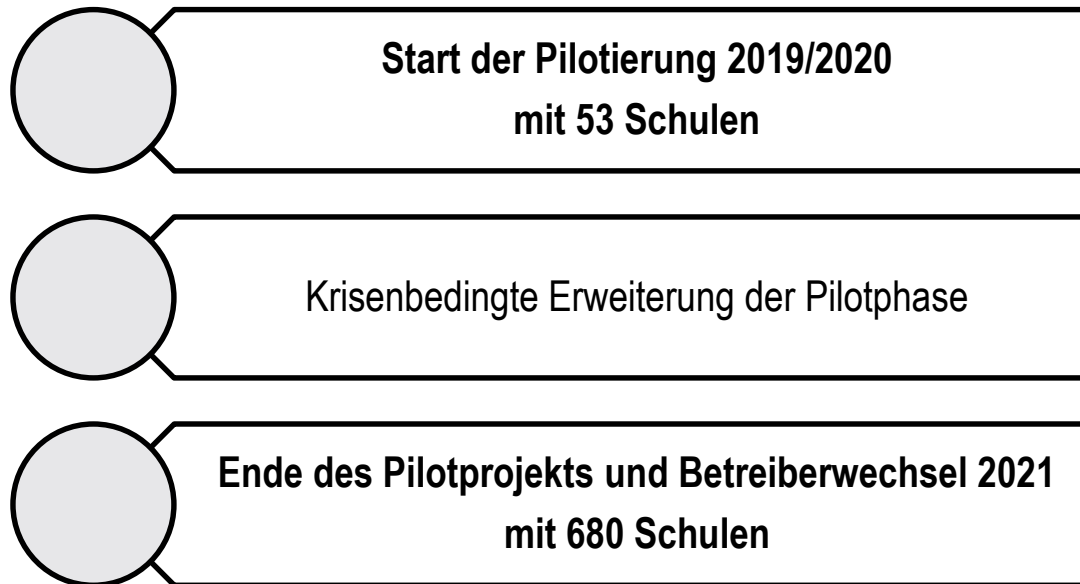 Start der Pilotierung 2019/2020
mit 53 Schulen
Krisenbedingte Erweiterung der Pilotphase
Ende des Pilotprojekts und Betreiberwechsel 2021
mit 680 Schulen